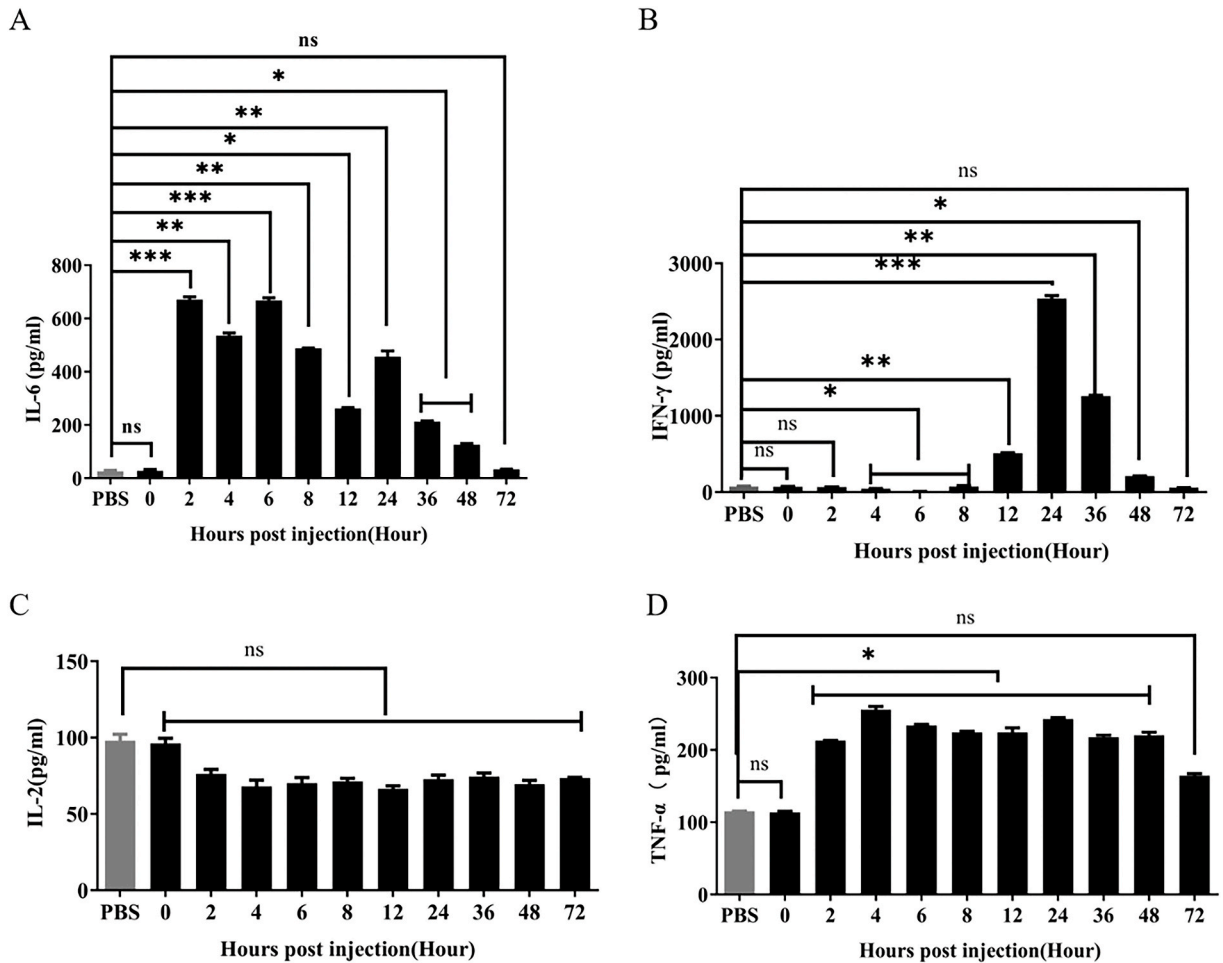 A
ns
*
**
*
**
***
**
***
ns
800
600
400
200
0
IL-6 (pg/ml)
PBS 0 2 4 6 8 12 24 36 48 72
Hours post injection(Hour)
B
ns
*
**
***
**
*
ns
ns
3000
2000
1000
0
IFN-γ (pg/ml)
PBS 0 2 4 6 8 12 24 36 48 72
Hours post injection(Hour)
C
ns
150
100
50
0
IL-2(pg/ml)
PBS 0 2 4 6 8 12 24 36 48 72
Hours post injection(Hour)
D
ns
*
ns
300
200
100
0
TNF-α（ pg/ml）
PBS 0 2 4 6 8 12 24 36 48 72
Hours post injection(Hour)